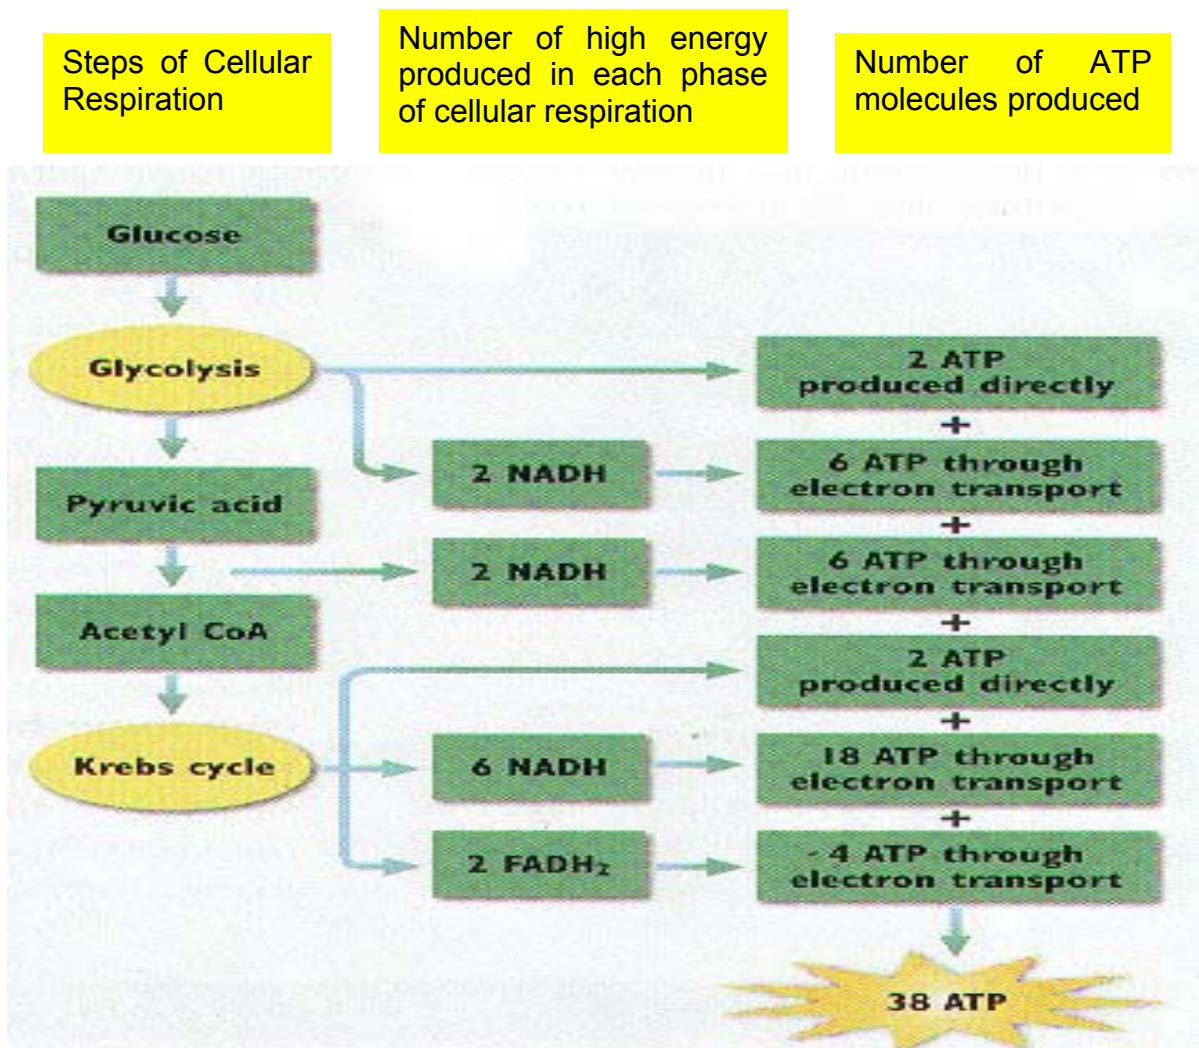 Steps of Cellular
Respiration
Number of high energy
produced in each phase
of cellular respiration
Number of ATP
molecules produced
Glucose
Glycolysis
2 ATP
produced directly
+
2 NADH
6 ATP through
electron transport
Pyruvic acid
+
2 NADH
6 ATP through
electron transport
Acetyl CoA
+
2 ATP
produced directly
+
Krebs cycle
6 NADH
18 ATP through
electron transport
+
2 FADH₂
- 4 ATP through
electron transport
38 ATP